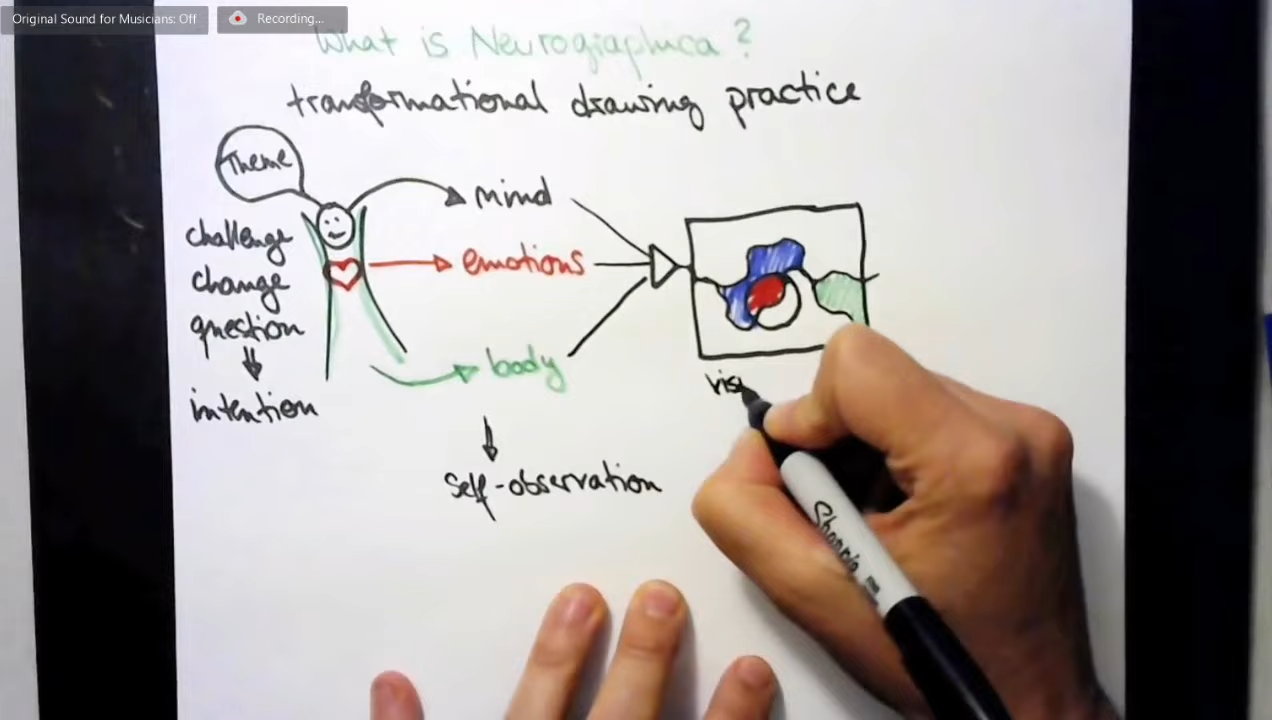 Original Sound for Musicians: Off
Recording...
What is Neurographica?
transformational drawing practice
Theme
mind
challenge
emotions
change
question
body
intention
self-observation
Sharpie